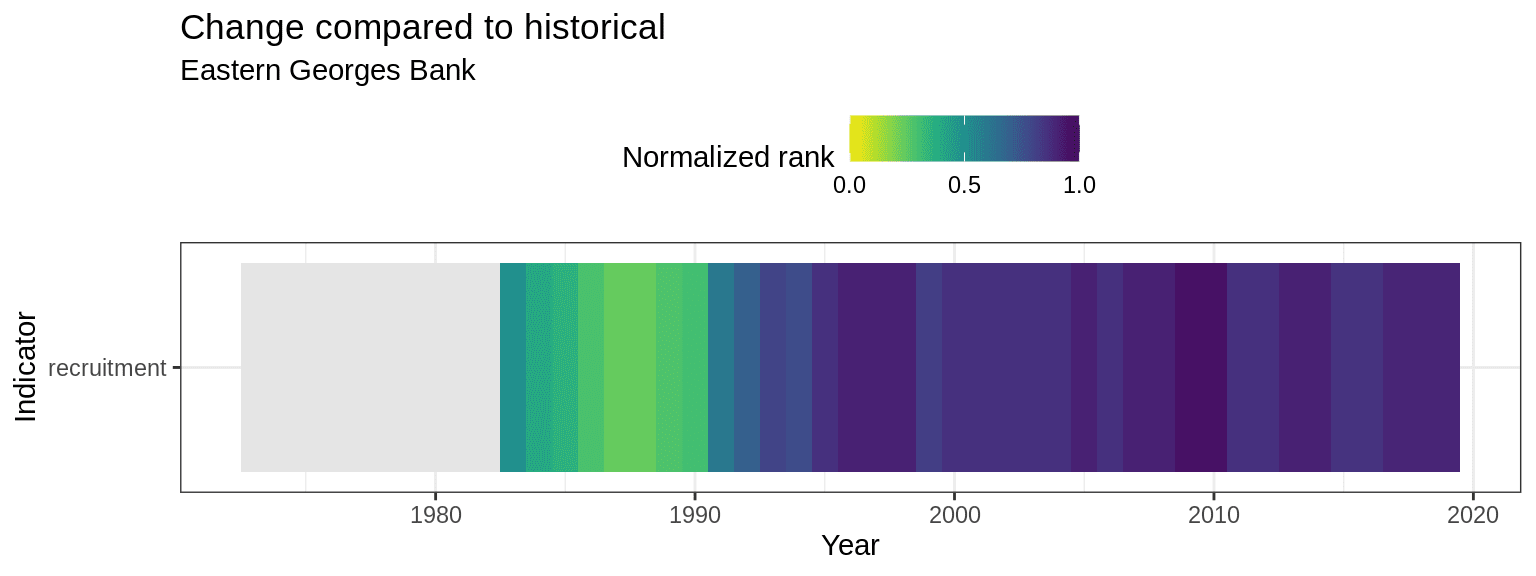 Change compared to historical
Eastern Georges Bank
Normalized rank
0.0 0.5 1.0
Indicator
recruitment
1980 1990 2000 2010 2020
Year